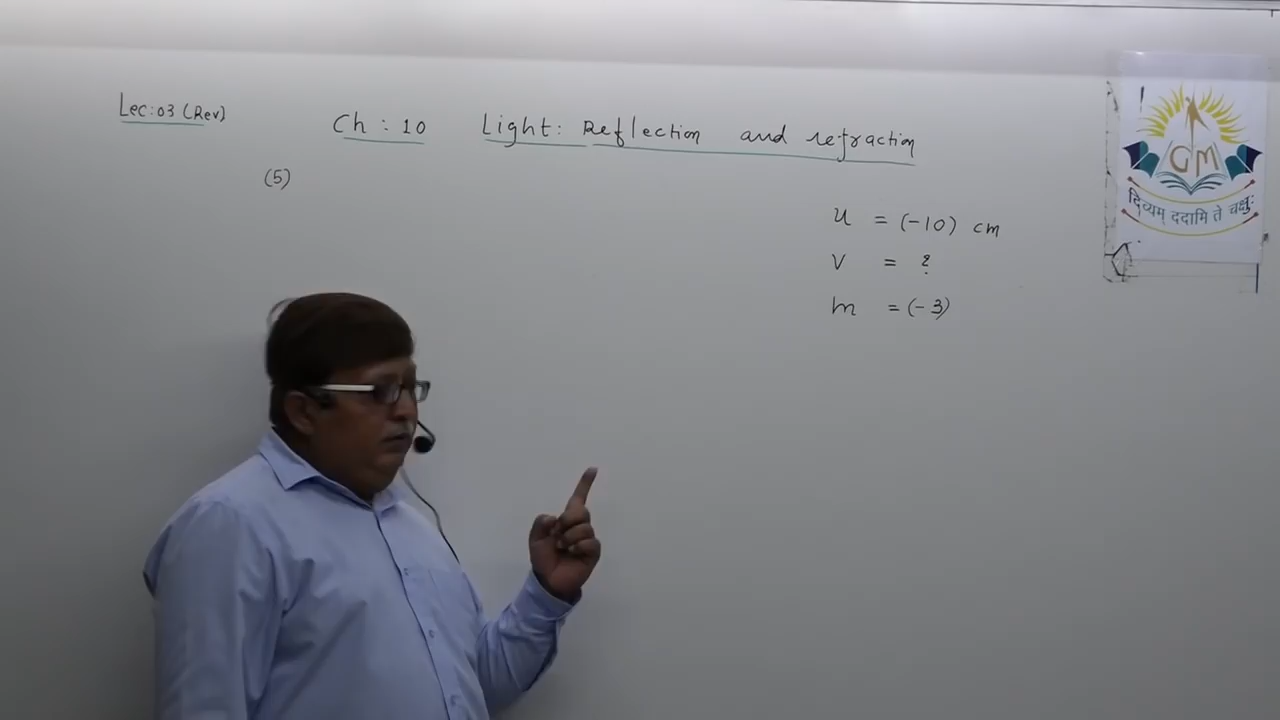 Lec:03 (Rev)
Ch : 10 Light: Reflection and refraction
(5)
u = (-10) cm
v = ?
m = (-3)
GM
दिव्यम् ददामि ते चक्षुः